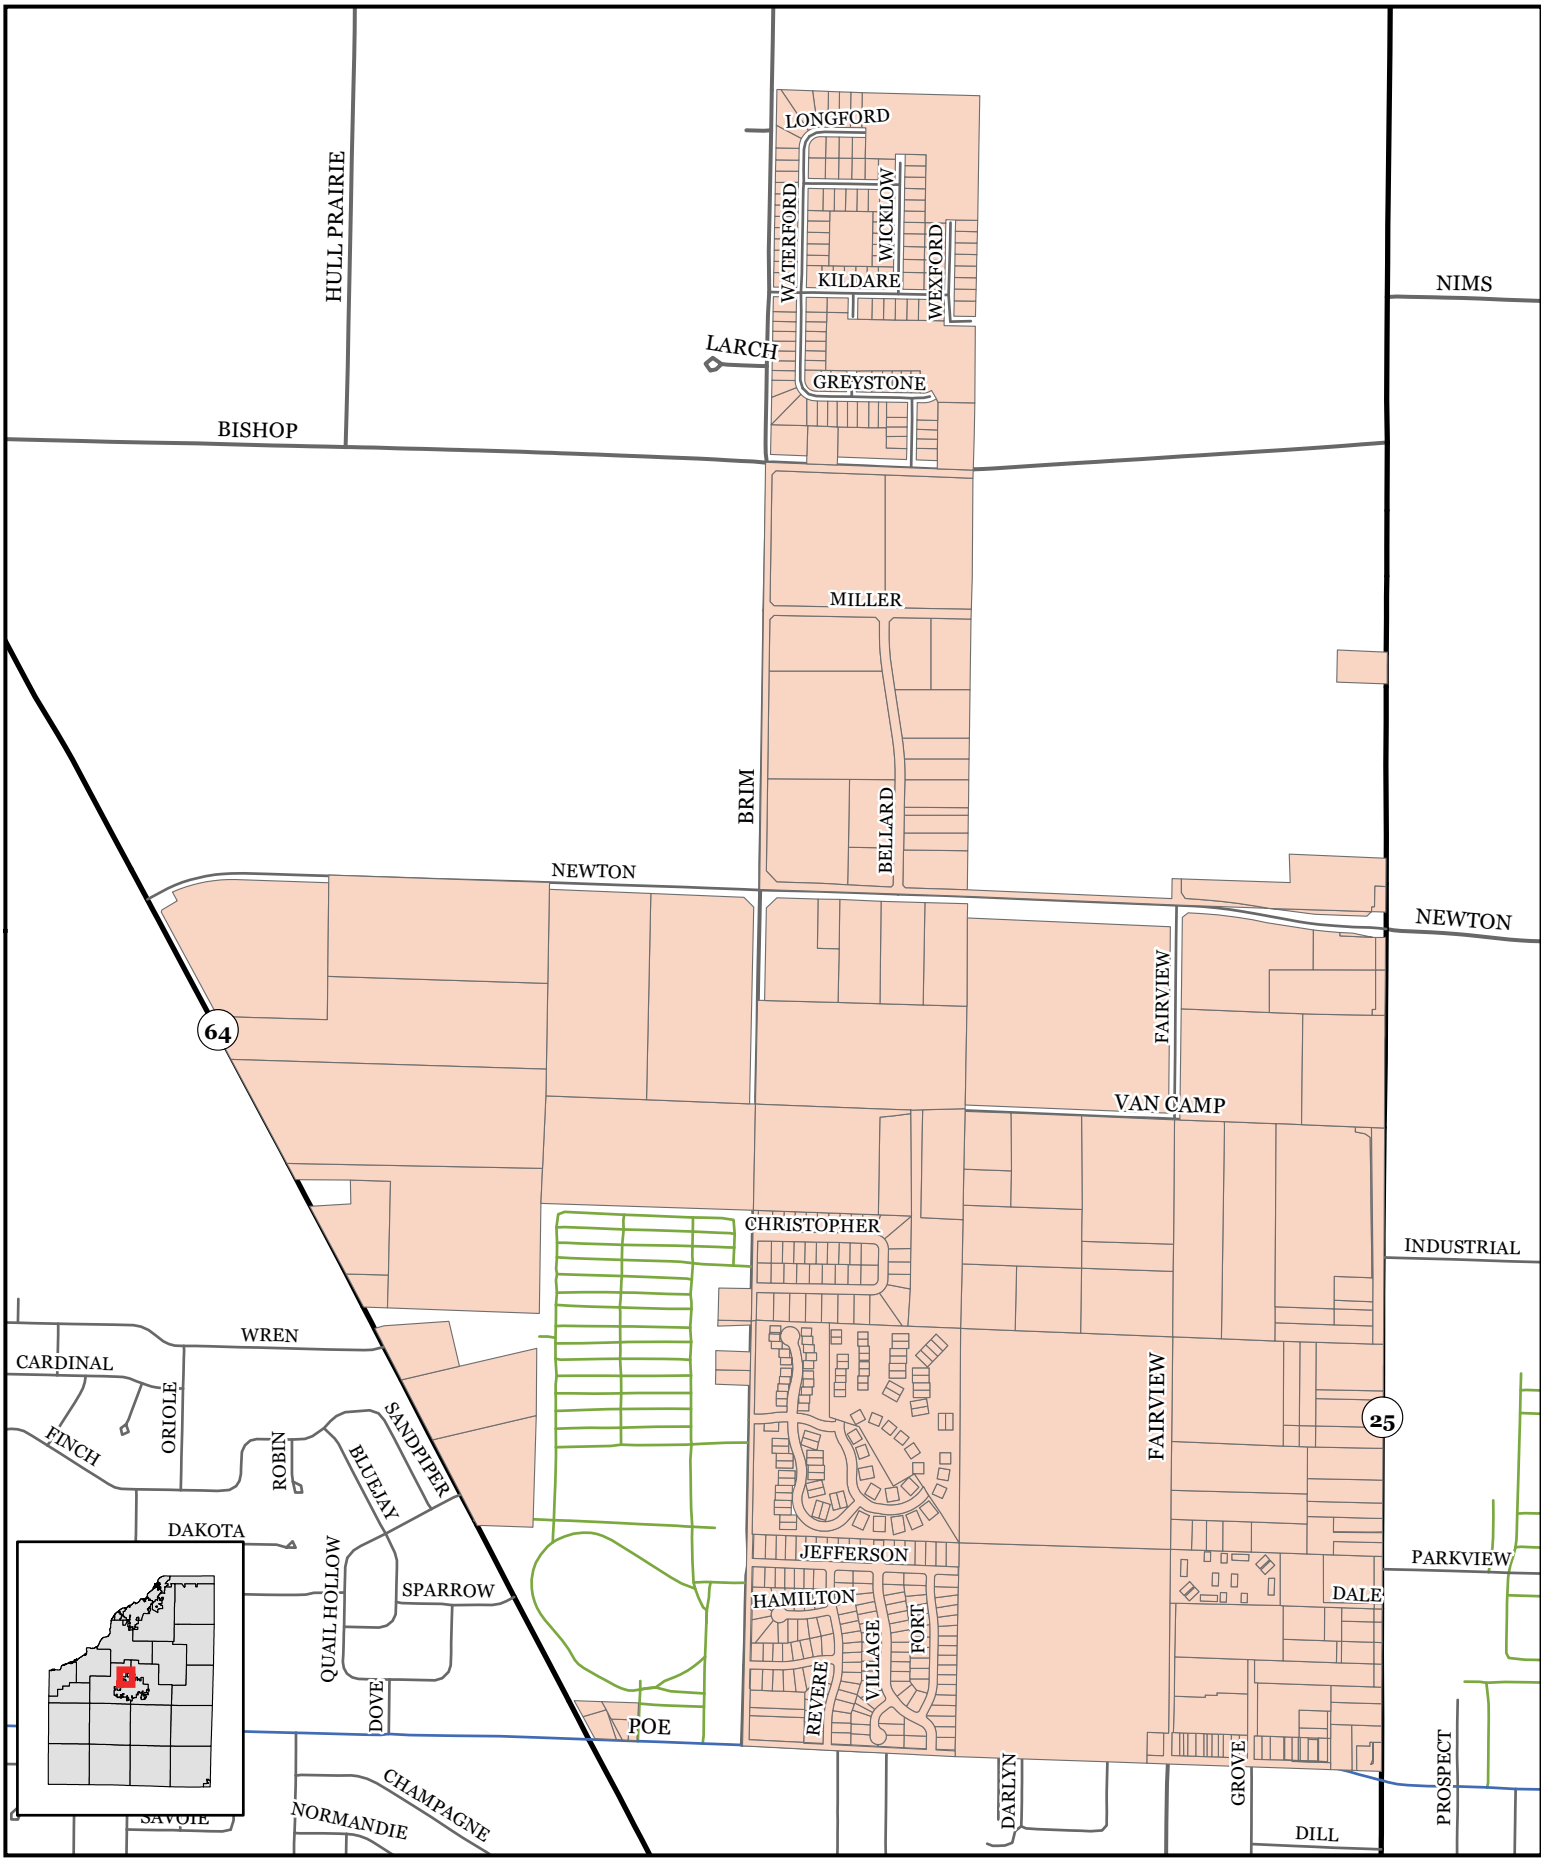 LONGFORD
HULL PRAIRIE
WATERFORD
WICKLOW
WEXFORD
KILDARE
NIMS
LARCH
GREYSTONE
BISHOP
MILLER
BRIM
BELLARD
NEWTON
NEWTON
FAIRVIEW
64
VAN CAMP
CHRISTOPHER
INDUSTRIAL
WREN
CARDINAL
ORIOLE
FINCH
SANDPIPER
FAIRVIEW
25
ROBIN
BLUEJAY
DAKOTA
JEFFERSON
PARKVIEW
QUAIL HOLLOW
SPARROW
HAMILTON
DALE
FORT
VILLAGE
REVERE
DOVE
POE
GROVE
PROSPECT
DARLYN
CHAMPAGNE
NORMANDIE
SAVOIE
DILL